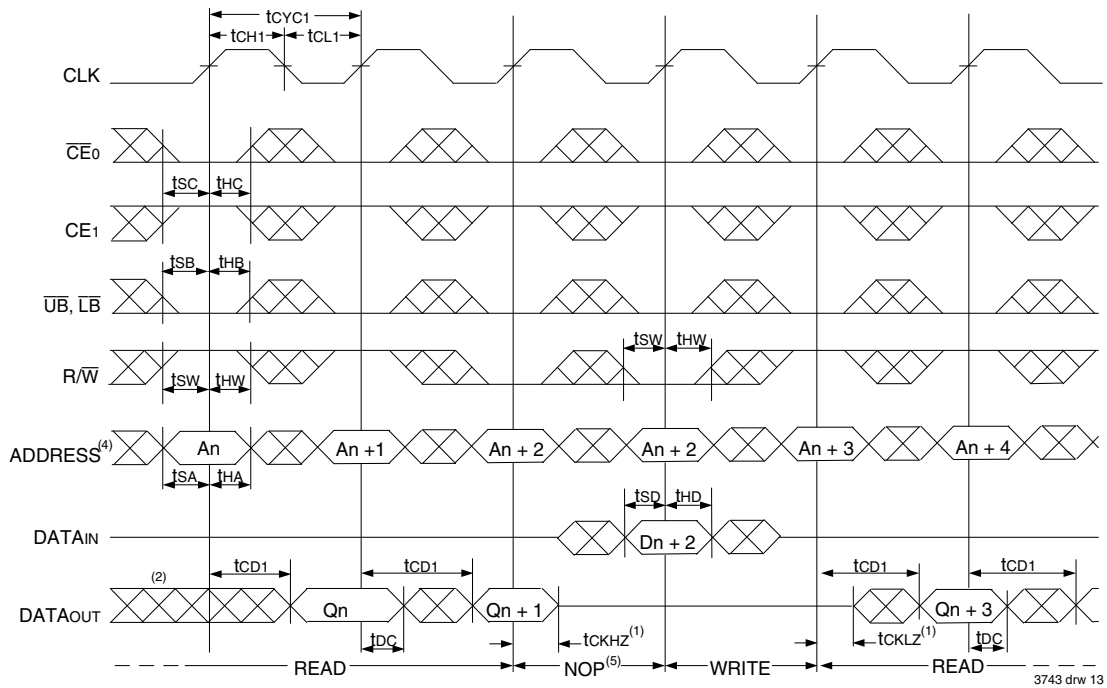 tCYC1
tCH1 tCL1
CLK
CE0
tSC tHC
CE1
tSB tHB
UB, LB
tSW tHW
R/W
tSW tHW
ADDRESS(4) An An +1 An + 2 An + 2 An + 3 An + 4
tSA tHA
tSD tHD
DATAIN Dn + 2
(2) tCD1 tCD1 tCD1 tCD1
DATAOUT Qn Qn + 1 Qn + 3
tDC tCKHZ(1) tCKLZ(1) tDC
READ NOP(5) WRITE READ
3743 drw 13